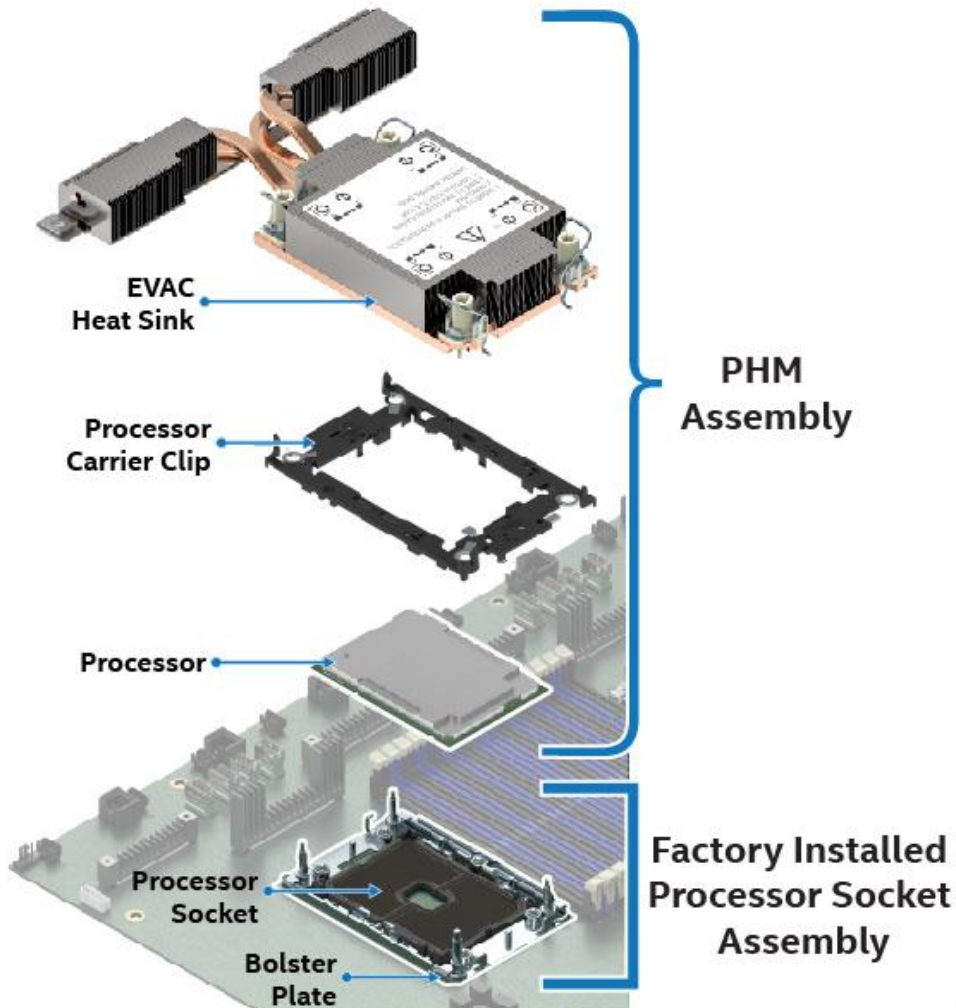 EVAC
Heat Sink
PHM
Assembly
Processor
Carrier Clip
Processor
Processor
Socket
Factory Installed
Processor Socket
Assembly
Bolster
Plate